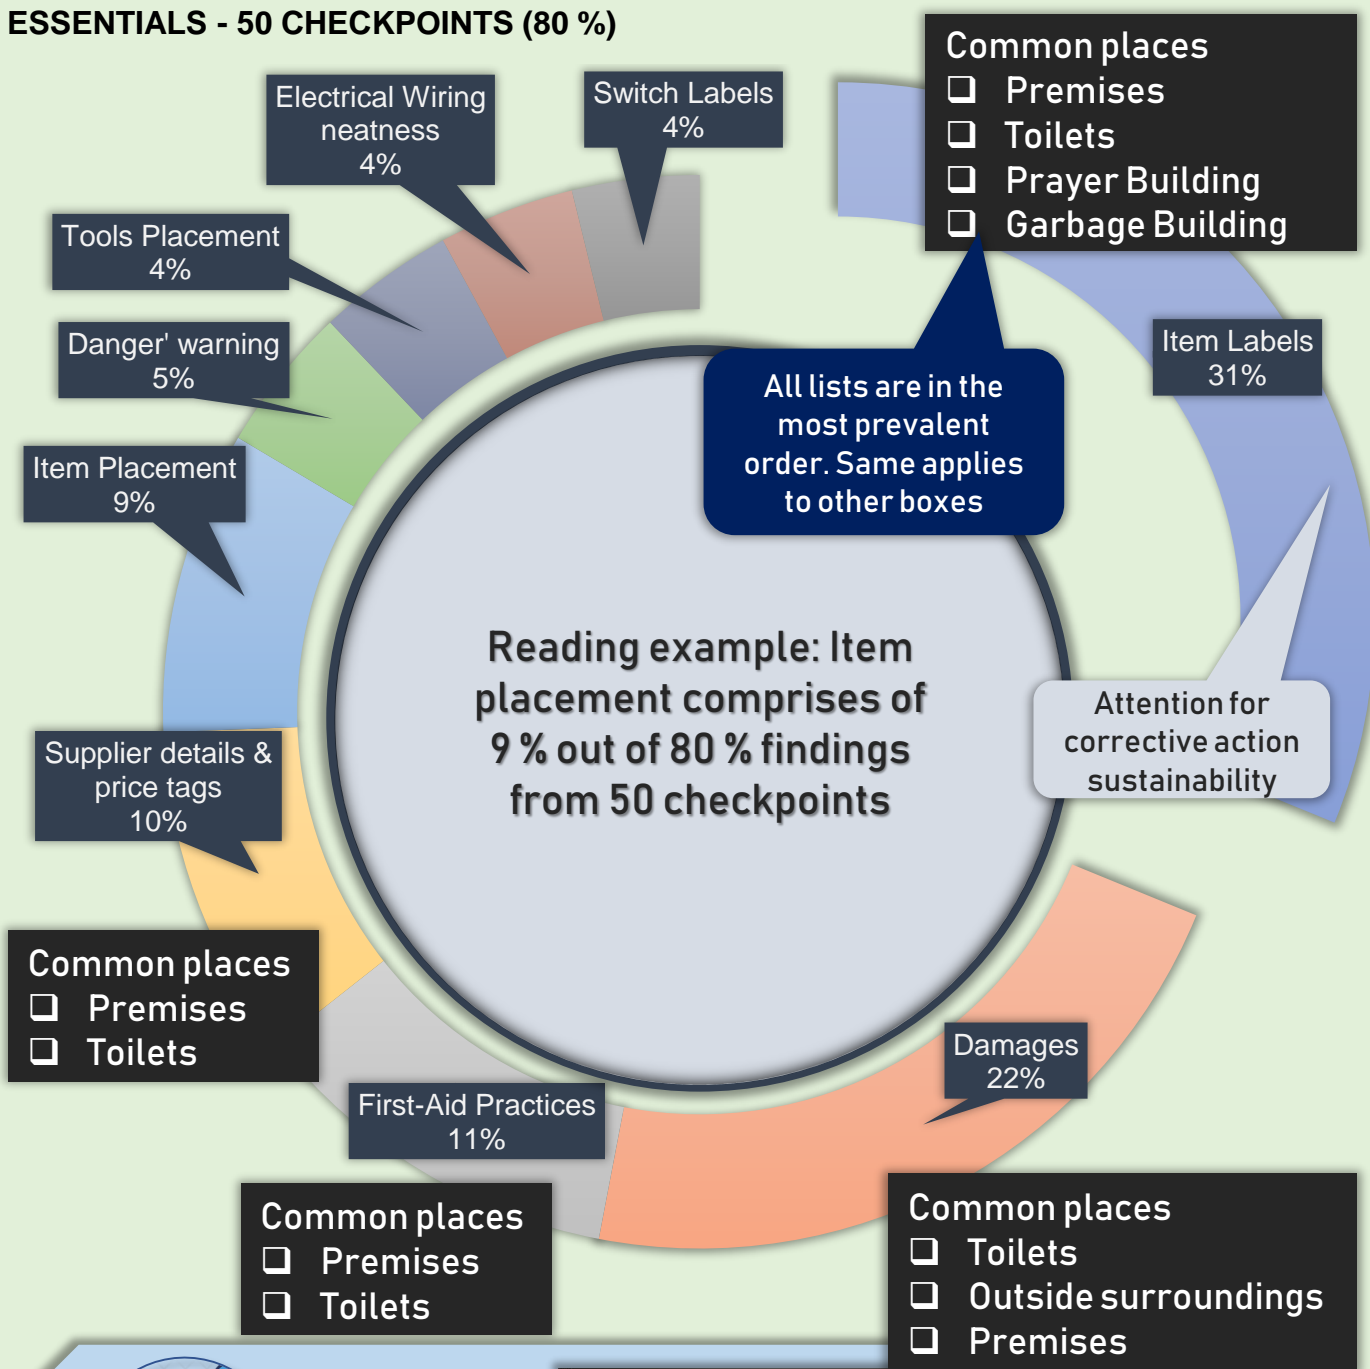 ESSENTIALS - 50 CHECKPOINTS (80 %)
Common places
❑ Premises
❑ Toilets
❑ Prayer Building
❑ Garbage Building
Electrical Wiring
neatness
4%
Switch Labels
4%
Tools Placement
4%
Danger' warning
5%
Item Labels
31%
All lists are in the
most prevalent
order. Same applies
to other boxes
Item Placement
9%
Reading example: Item
placement comprises of
9 % out of 80 % findings
from 50 checkpoints
Attention for
corrective action
sustainability
Supplier details &
price tags
10%
Common places
❑ Premises
❑ Toilets
Damages
22%
First-Aid Practices
11%
Common places
❑ Premises
❑ Toilets
Common places
❑ Toilets
❑ Outside surroundings
❑ Premises